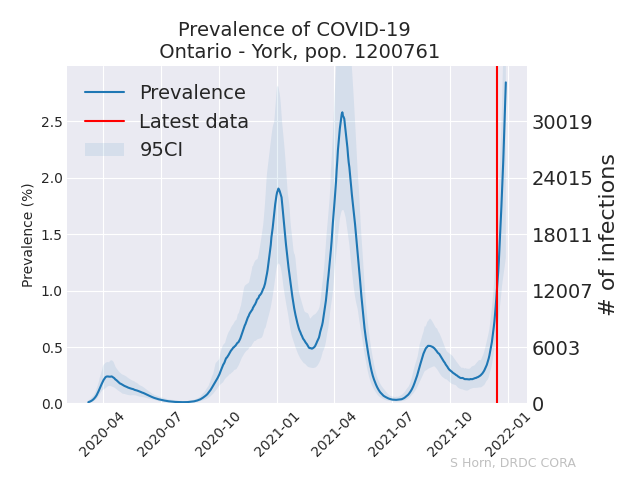 Prevalence of COVID-19
Ontario - York, pop. 1200761
Prevalence
Latest data
95CI
Prevalence (%)
2.5
2.0
1.5
1.0
0.5
0.0
30019
24015
18011
12007
6003
0
# of infections
2020-04
2020-07
2020-10
2021-01
2021-04
2021-07
2021-10
2022-01
S Horn, DRDC CORA